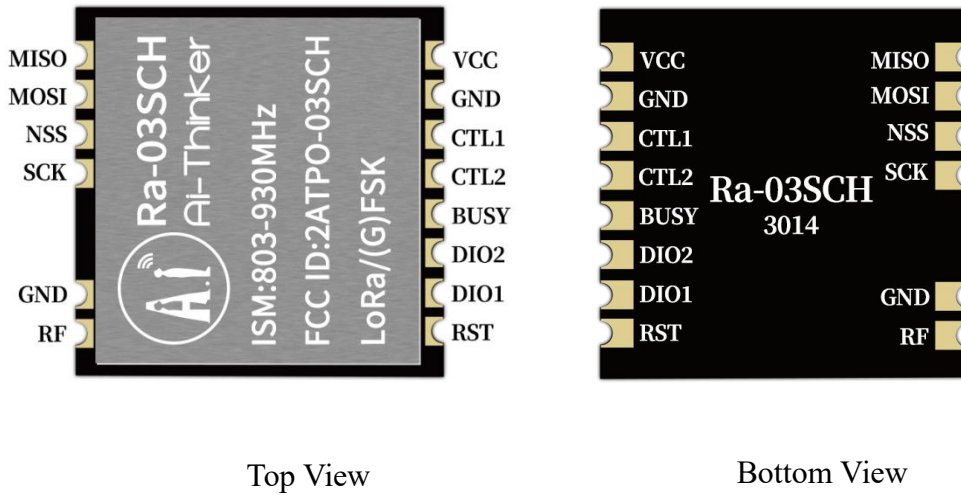 MISO
MOSI
NSS
SCK
GND
RF
Ra-03SCH
Ai-Thinker
A.i
ISM:803-930MHz
FCC ID:2ATPO-03SCH
LoRa/(G)FSK
VCC
GND
CTL1
CTL2
BUSY
DIO2
DIO1
RST
Top View
VCC
GND
CTL1
CTL2
BUSY
DIO2
DIO1
RST
Ra-03SCH
3014
MISO
MOSI
NSS
SCK
GND
RF
Bottom View